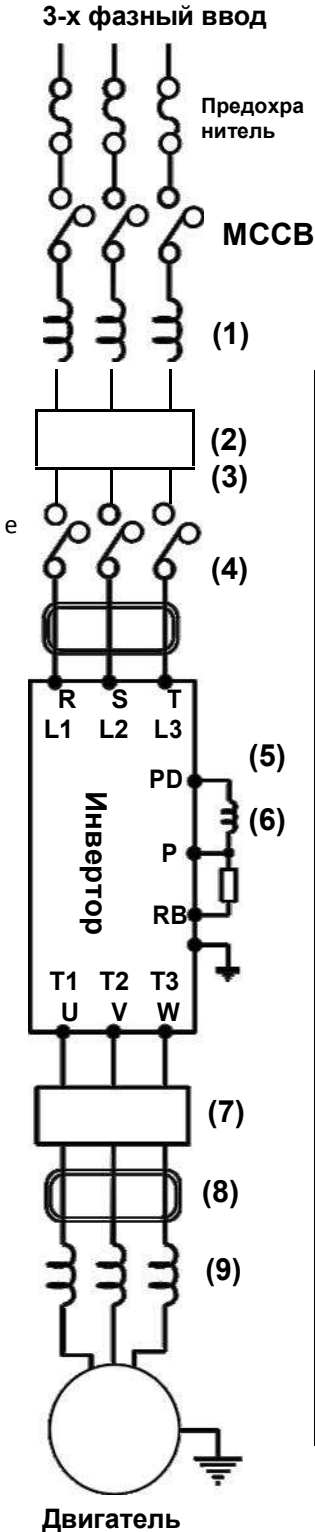 3-х фазный ввод
Предохра
нитель
МССВ
(1)
(2)
(3)
е
(4)
R S T
L1 L2 L3
(5)
PD
(6)
P
Инвертор
RB
T1 T2 T3
U V W
(7)
(8)
(9)
Двигатель